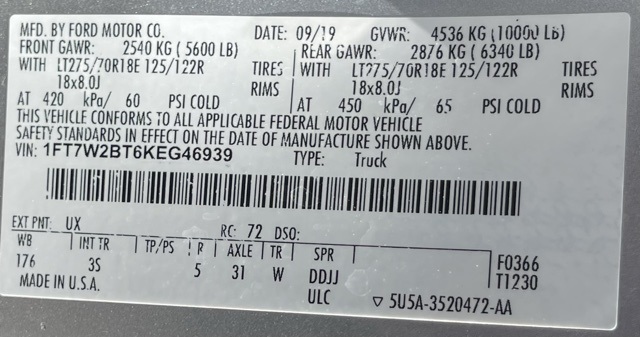 MFD. BY FORD MOTOR CO. DATE: 09/19 GVWR: 4536 KG (10000 LB)
FRONT GAWR: 2540 KG (5600 LB) REAR GAWR: 2876 KG (6340 LB)
WITH LT275/70R18E 125/122R TIRES WITH LT275/70R18E 125/122R TIRES
18x8.0J RIMS 18x8.0J RIMS
AT 420 kPa/ 60 PSI COLD AT 450 kPa/ 65 PSI COLD
THIS VEHICLE CONFORMS TO ALL APPLICABLE FEDERAL MOTOR VEHICLE
SAFETY STANDARDS IN EFFECT ON THE DATE OF MANUFACTURE SHOWN ABOVE.
VIN: 1FT7W2BT6KEG46939 TYPE: Truck
EXT PNT: UX RC: 72 DSO:
WB INT TR TP/PS R AXLE TR SPR F0366
176 3S 5 31 W DDJJ T1230
MADE IN U.S.A. ULC ▽ 5U5A-3520472-AA